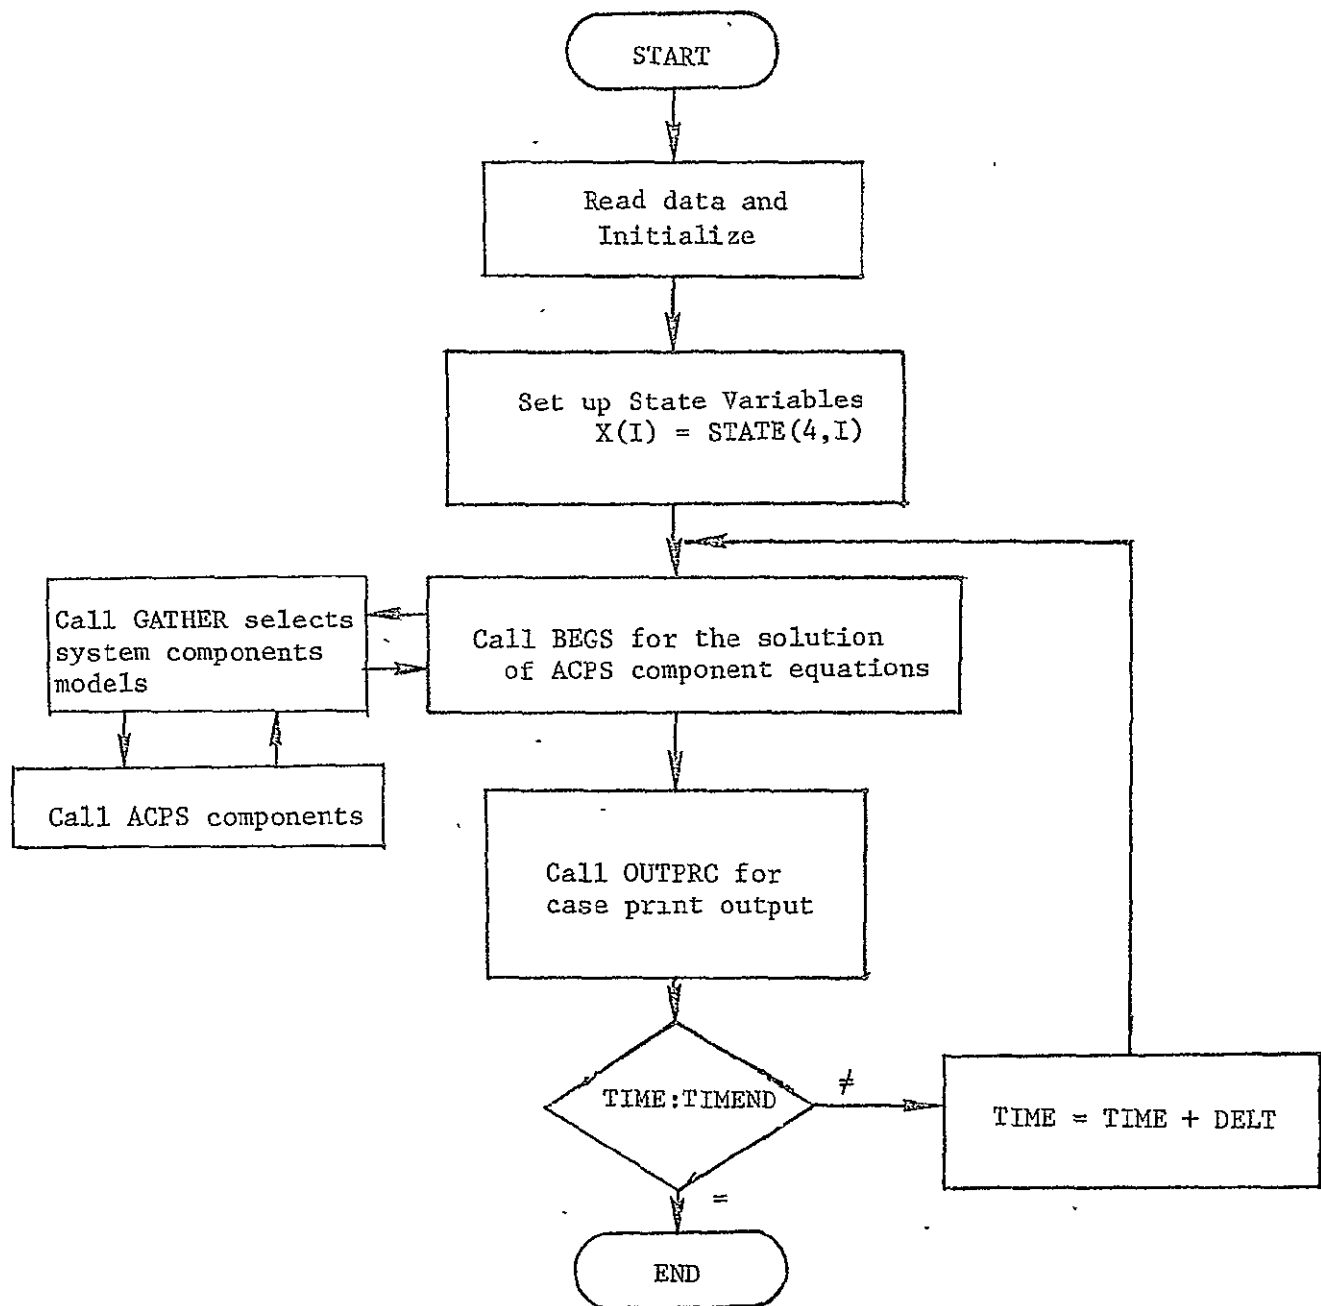 START
Read data and
Initialize
Set up State Variables
X(I) = STATE(4,I)
Call GATHER selects
system components
models
Call BEGS for the solution
of ACPS component equations
Call ACPS components
Call OUTPRC for
case print output
TIME:TIMEND
≠
TIME = TIME + DELT
=
END